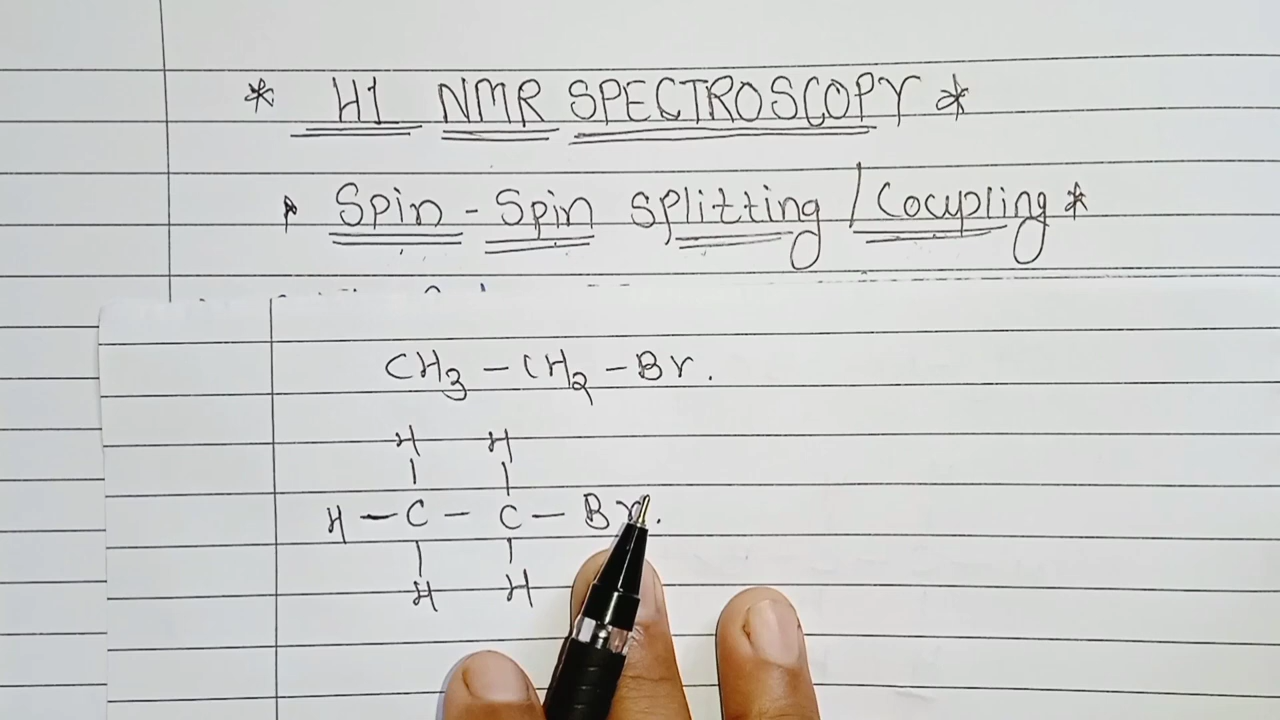 * H1 NMR SPECTROSCOPY *
* Spin - Spin Splitting / Coupling *
CH3 - CH2 - Br.
H H
H - C - C - Br.
H H